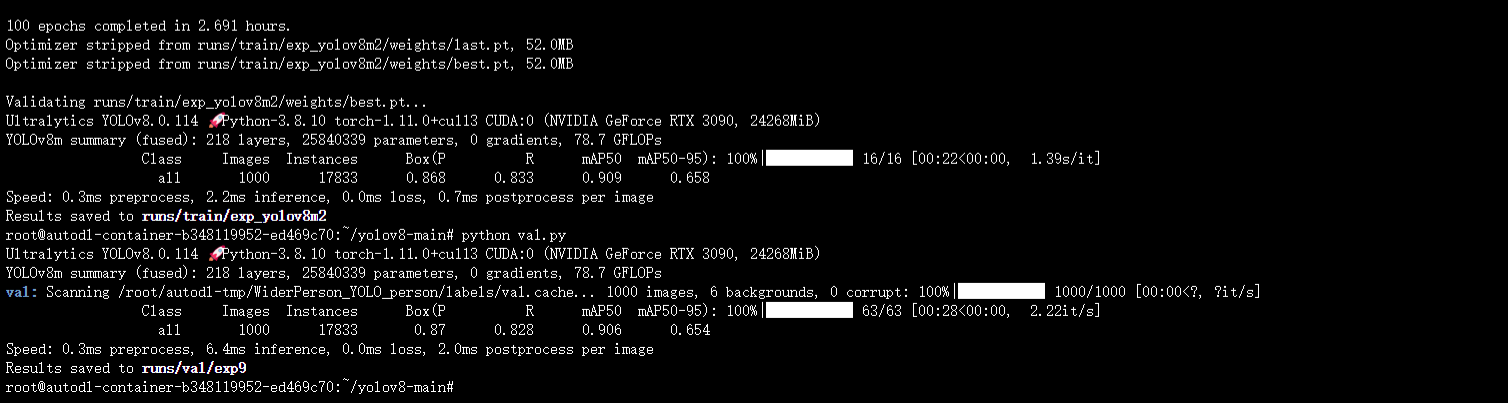 100 epochs completed in 2.691 hours.
Optimizer stripped from runs/train/exp_yolov8m2/weights/last.pt, 52.0MB
Optimizer stripped from runs/train/exp_yolov8m2/weights/best.pt, 52.0MB
Validating runs/train/exp_yolov8m2/weights/best.pt...
Ultralytics YOLOv8.0.114 🚀Python-3.8.10 torch-1.11.0+cu113 CUDA:0 (NVIDIA GeForce RTX 3090, 24268MiB)
YOLOv8m summary (fused): 218 layers, 25840339 parameters, 0 gradients, 78.7 GFLOPs
Class Images Instances Box(P R mAP50 mAP50-95): 100%|██████████| 16/16 [00:22<00:00, 1.39s/it]
all 1000 17833 0.868 0.833 0.909 0.658
Speed: 0.3ms preprocess, 2.2ms inference, 0.0ms loss, 0.7ms postprocess per image
Results saved to runs/train/exp_yolov8m2
root@autodl-container-b348119952-ed469c70:~/yolov8-main# python val.py
Ultralytics YOLOv8.0.114 🚀Python-3.8.10 torch-1.11.0+cu113 CUDA:0 (NVIDIA GeForce RTX 3090, 24268MiB)
YOLOv8m summary (fused): 218 layers, 25840339 parameters, 0 gradients, 78.7 GFLOPs
val: Scanning /root/autodl-tmp/WiderPerson_YOLO_person/labels/val.cache... 1000 images, 6 backgrounds, 0 corrupt: 100%|██████████| 1000/1000 [00:00<?, ?it/s]
Class Images Instances Box(P R mAP50 mAP50-95): 100%|██████████| 63/63 [00:28<00:00, 2.22it/s]
all 1000 17833 0.87 0.828 0.906 0.654
Speed: 0.3ms preprocess, 6.4ms inference, 0.0ms loss, 2.0ms postprocess per image
Results saved to runs/val/exp9
root@autodl-container-b348119952-ed469c70:~/yolov8-main#